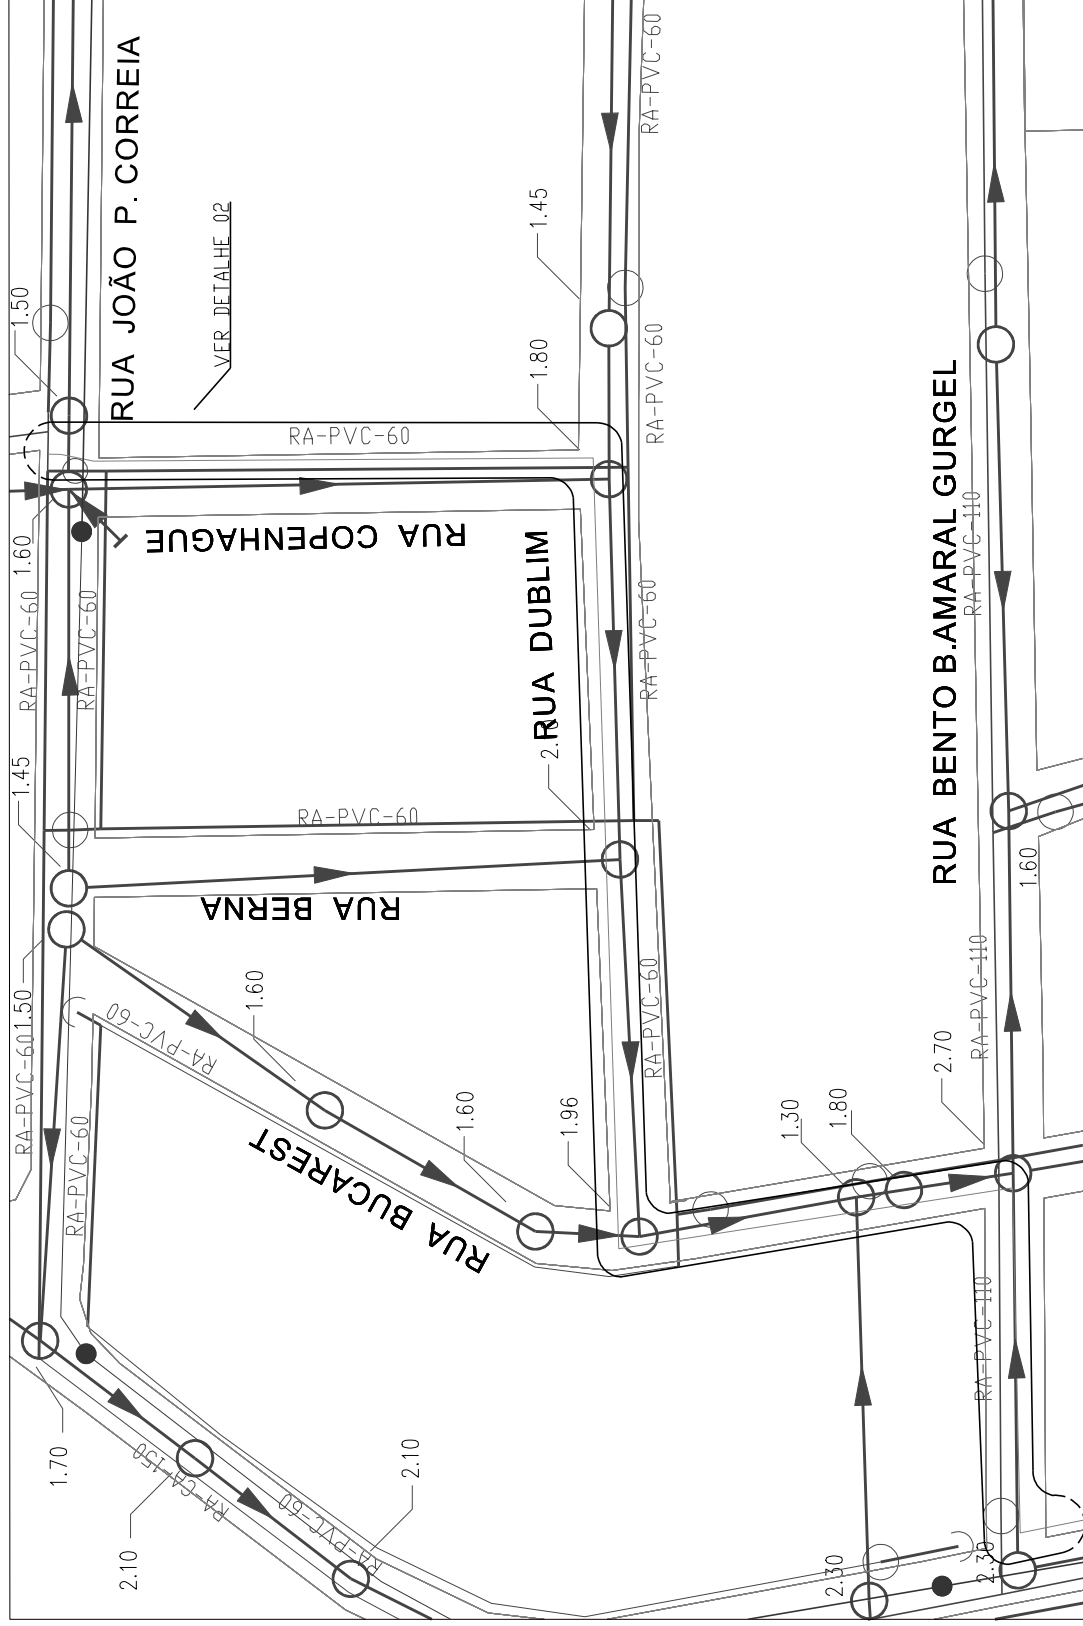 RUA JOÃO P. CORREIA
VER DETALHE 02
1.50
1.45
RA-PVC-60
1.80
RA-PVC-60
RA-PVC-60
RUA COPENHAGUE
1.60
RA-PVC-60
RA-PVC-60
RUA DUBLIM
RA-PVC-60
RUA BENTO B.AMARAL GURGEL
RA-PVC-110
1.45
RA-PVC-60
RUA BERNA
1.60
1.50
RA-PVC-60
RA-PVC-60
1.60
RA-PVC-60
RA-PVC-110
2.70
RUA BUCAREST
1.60
1.96
1.30
1.80
RA-PVC-60
RA-PVC-110
1.70
RA-CA-150
RA-PVC-60
2.10
2.10
2.30
2.30